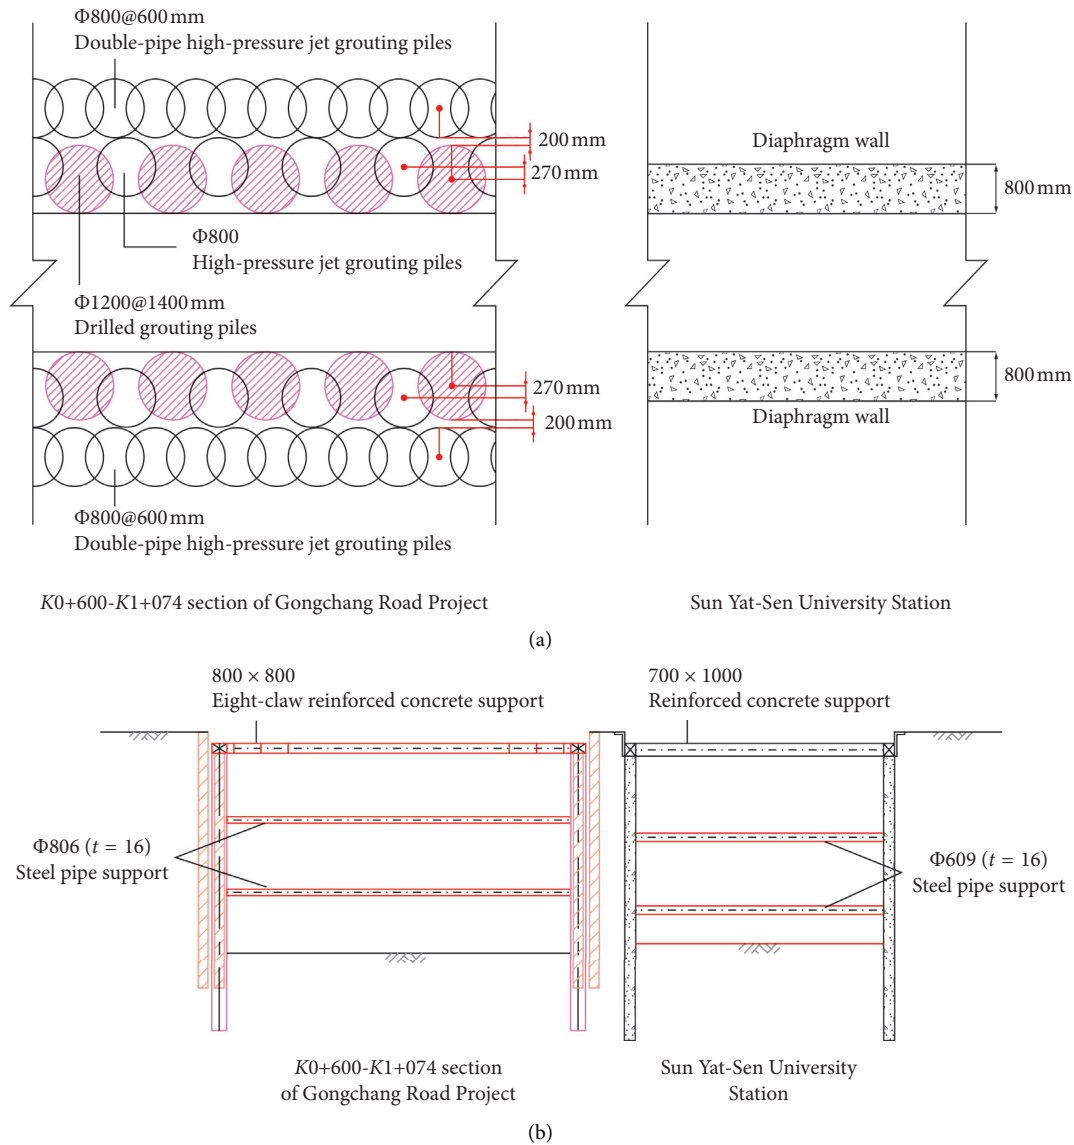 Φ800@600 mm
Double-pipe high-pressure jet grouting piles
200 mm
270 mm
Φ800
High-pressure jet grouting piles
Φ1200@1400 mm
Drilled grouting piles
270 mm
200 mm
Φ800@600 mm
Double-pipe high-pressure jet grouting piles
K0+600-K1+074 section of Gongchang Road Project
Diaphragm wall
800 mm
800 mm
Diaphragm wall
Sun Yat-Sen University Station
(a)
800 × 800
Eight-claw reinforced concrete support
700 × 1000
Reinforced concrete support
Φ806 (t = 16)
Steel pipe support
Φ609 (t = 16)
Steel pipe support
K0+600-K1+074 section
of Gongchang Road Project
Sun Yat-Sen University
Station
(b)